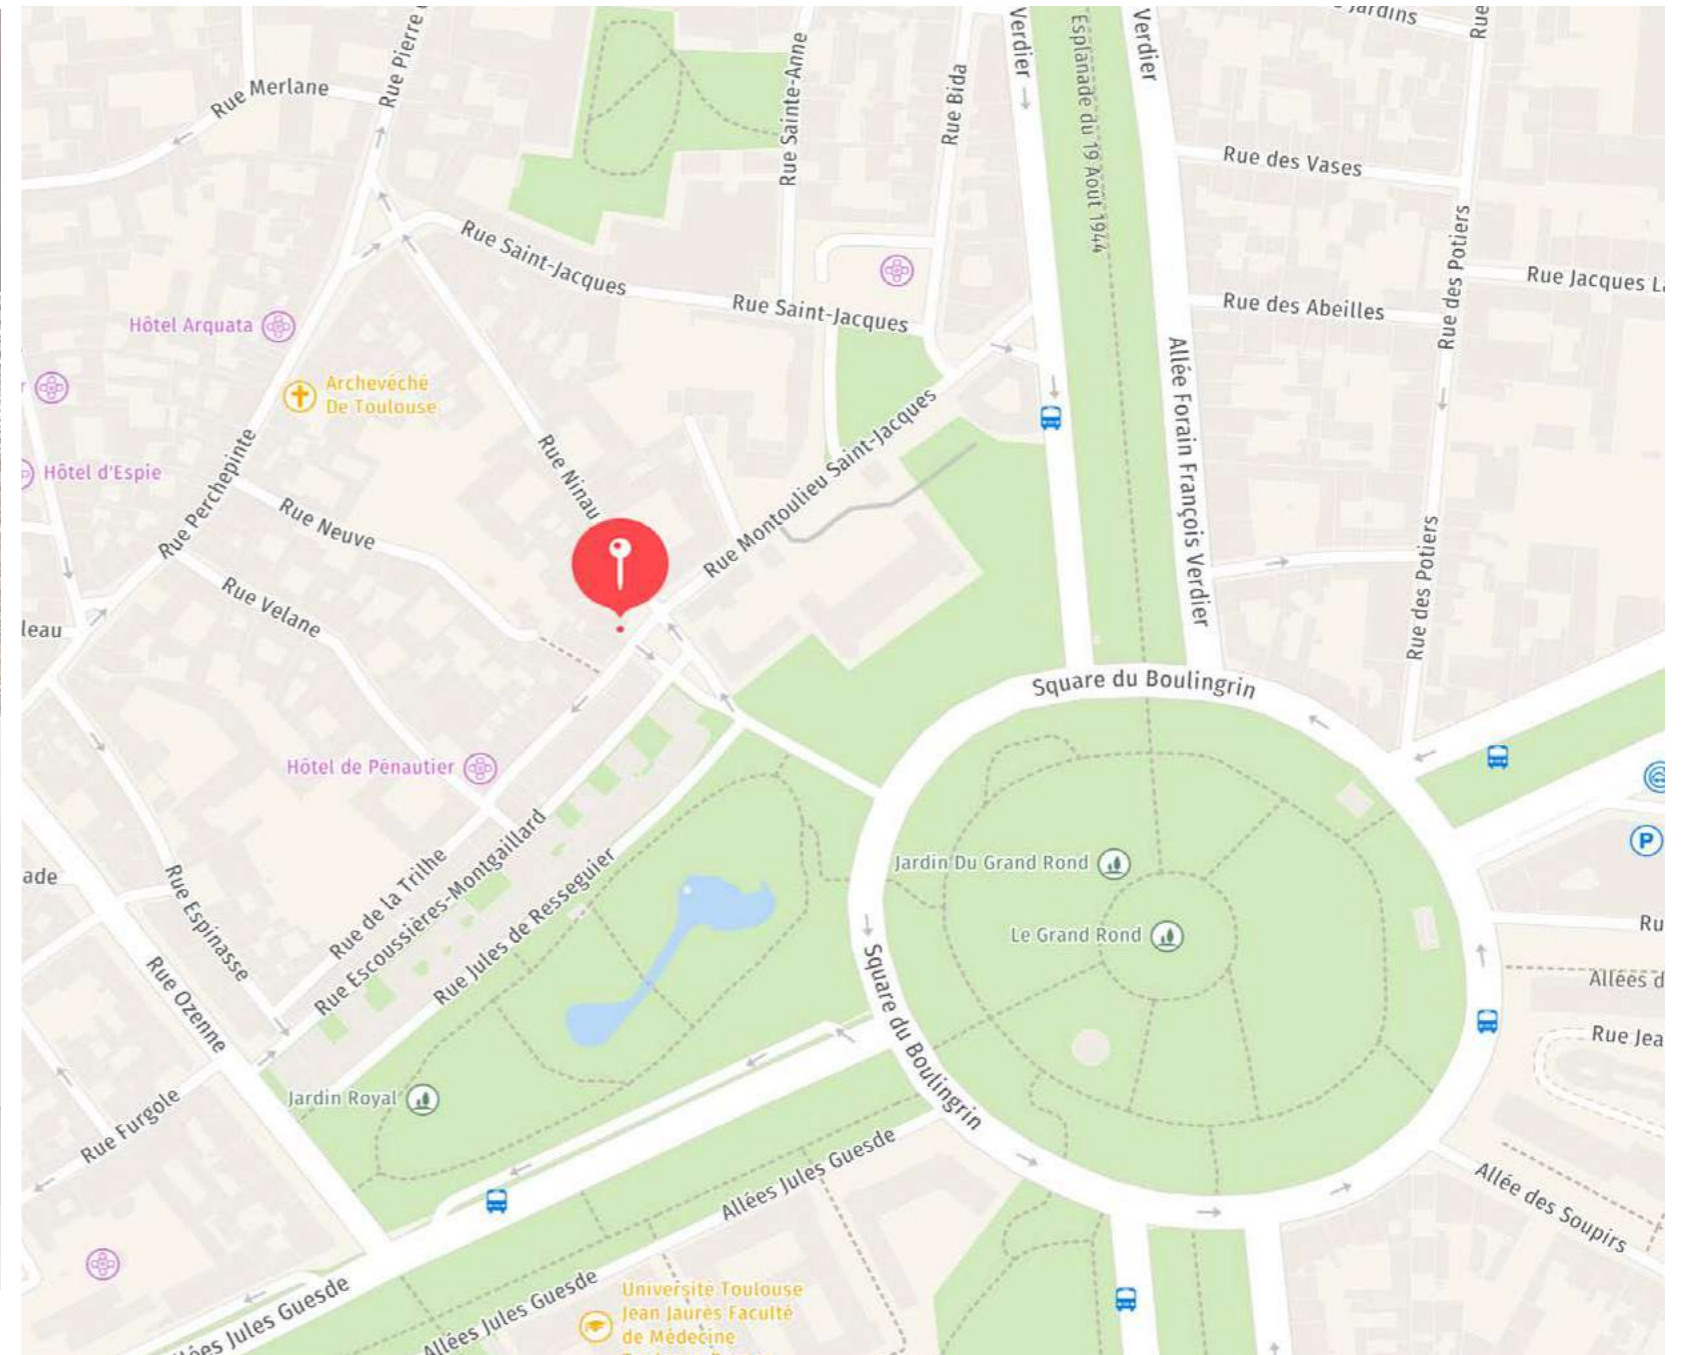 Rue Merlane
Rue Pierre
Rue Sainte-Anne
Rue Bida
Verdier
Esplanade du 19 Août 1944
Verdier
Jardins
Rue
Rue des Vases
Rue des Potiers
Rue Jacques
Rue des Abeilles
Rue des Potiers
Rue Saint-Jacques
Rue Saint-Jacques
Hôtel Arquata
Archevêché
De Toulouse
Hôtel d'Espie
Rue Perchepinte
Rue Ninau
Rue Neuve
Rue Velane
Rue Montoulieu Saint-Jacques
Allée Forain François Verdier
Rue des Potiers
leau
Square du Boulingrin
Hôtel de Pénautier
ade
Rue Espinasse
Rue Ozenne
Rue de la Trilhe
Rue Escoussières-Montgaillard
Rue Jules de Resseguier
Jardin Du Grand Rond
Le Grand Rond
P
Ru
Allées d
Rue Jea
Square du Boulingrin
Jardin Royal
Rue Furgole
Allées Jules Guesde
Allée des Soupirs
Allées Jules Guesde
ées Jules Guesde
Université Toulouse
Jean Jaurès Faculté
de Médecine